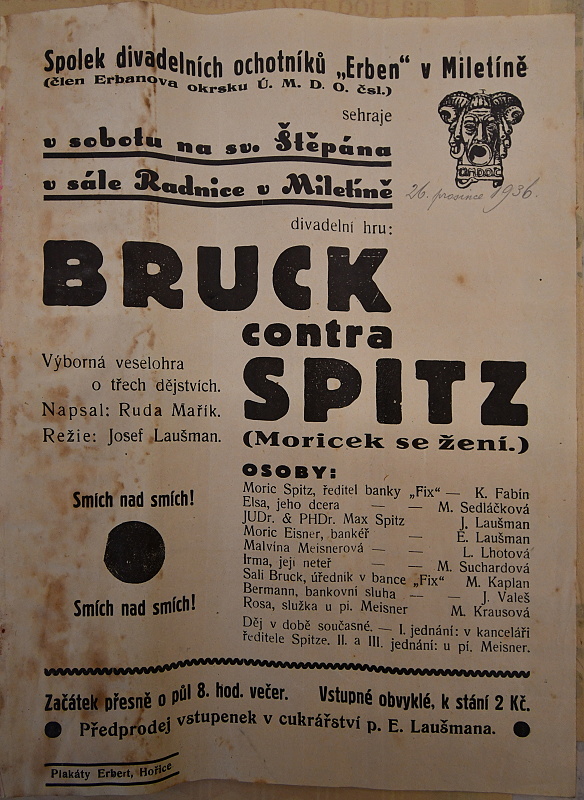 Spolek divadelních ochotníků „Erben“ v Miletíně
(člen Erbanova okrsku Ú. M. D. O. čsl.)
sehraje
v sobotu na sv. Štěpána
v sále Radnice v Miletíně
ÚMDOČ
26. prosince 1936.
divadelní hru:
BRUCK
contra
SPITZ
(Moricek se žení.)
Výborná veselohra
o třech dějstvích.
Napsal: Ruda Mařík.
Režie: Josef Laušman.
Smích nad smích!
Smích nad smích!
OSOBY:
Moric Spitz, ředitel banky „Fix“ — K. Fabín
Elsa, jeho dcera — — M. Sedláčková
JUDr. & PHDr. Max Spitz J. Laušman
Moric Eisner, bankéř — E. Laušman
Malvína Meisnerová — — L. Lhotová
Irma, její neteř — — M. Suchardová
Sali Bruck, úředník v bance „Fix“ M. Kaplan
Bermann, bankovní sluha — — J. Valeš
Rosa, služka u pí. Meisner M. Krausová
Děj v době současné. — I. jednání: v kanceláři
ředitele Spitze. II. a III. jednání: u pí. Meisner.
Začátek přesně o půl 8. hod. večer. Vstupné obvyklé, k stání 2 Kč.
Předprodej vstupenek v cukrářství p. E. Laušmana.
Plakáty Erbert, Hořice